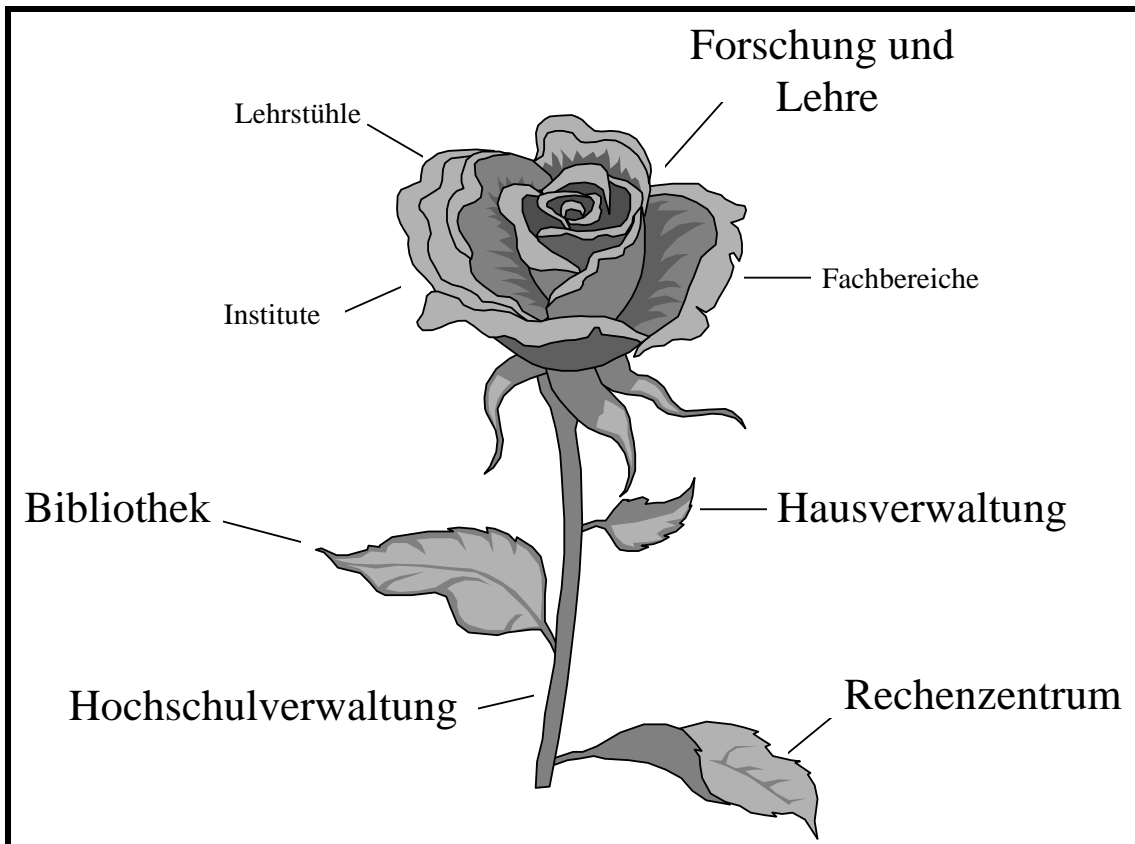 Forschung und
Lehre
Lehrstühle
Fachbereiche
Institute
Bibliothek
Hausverwaltung
Rechenzentrum
Hochschulverwaltung